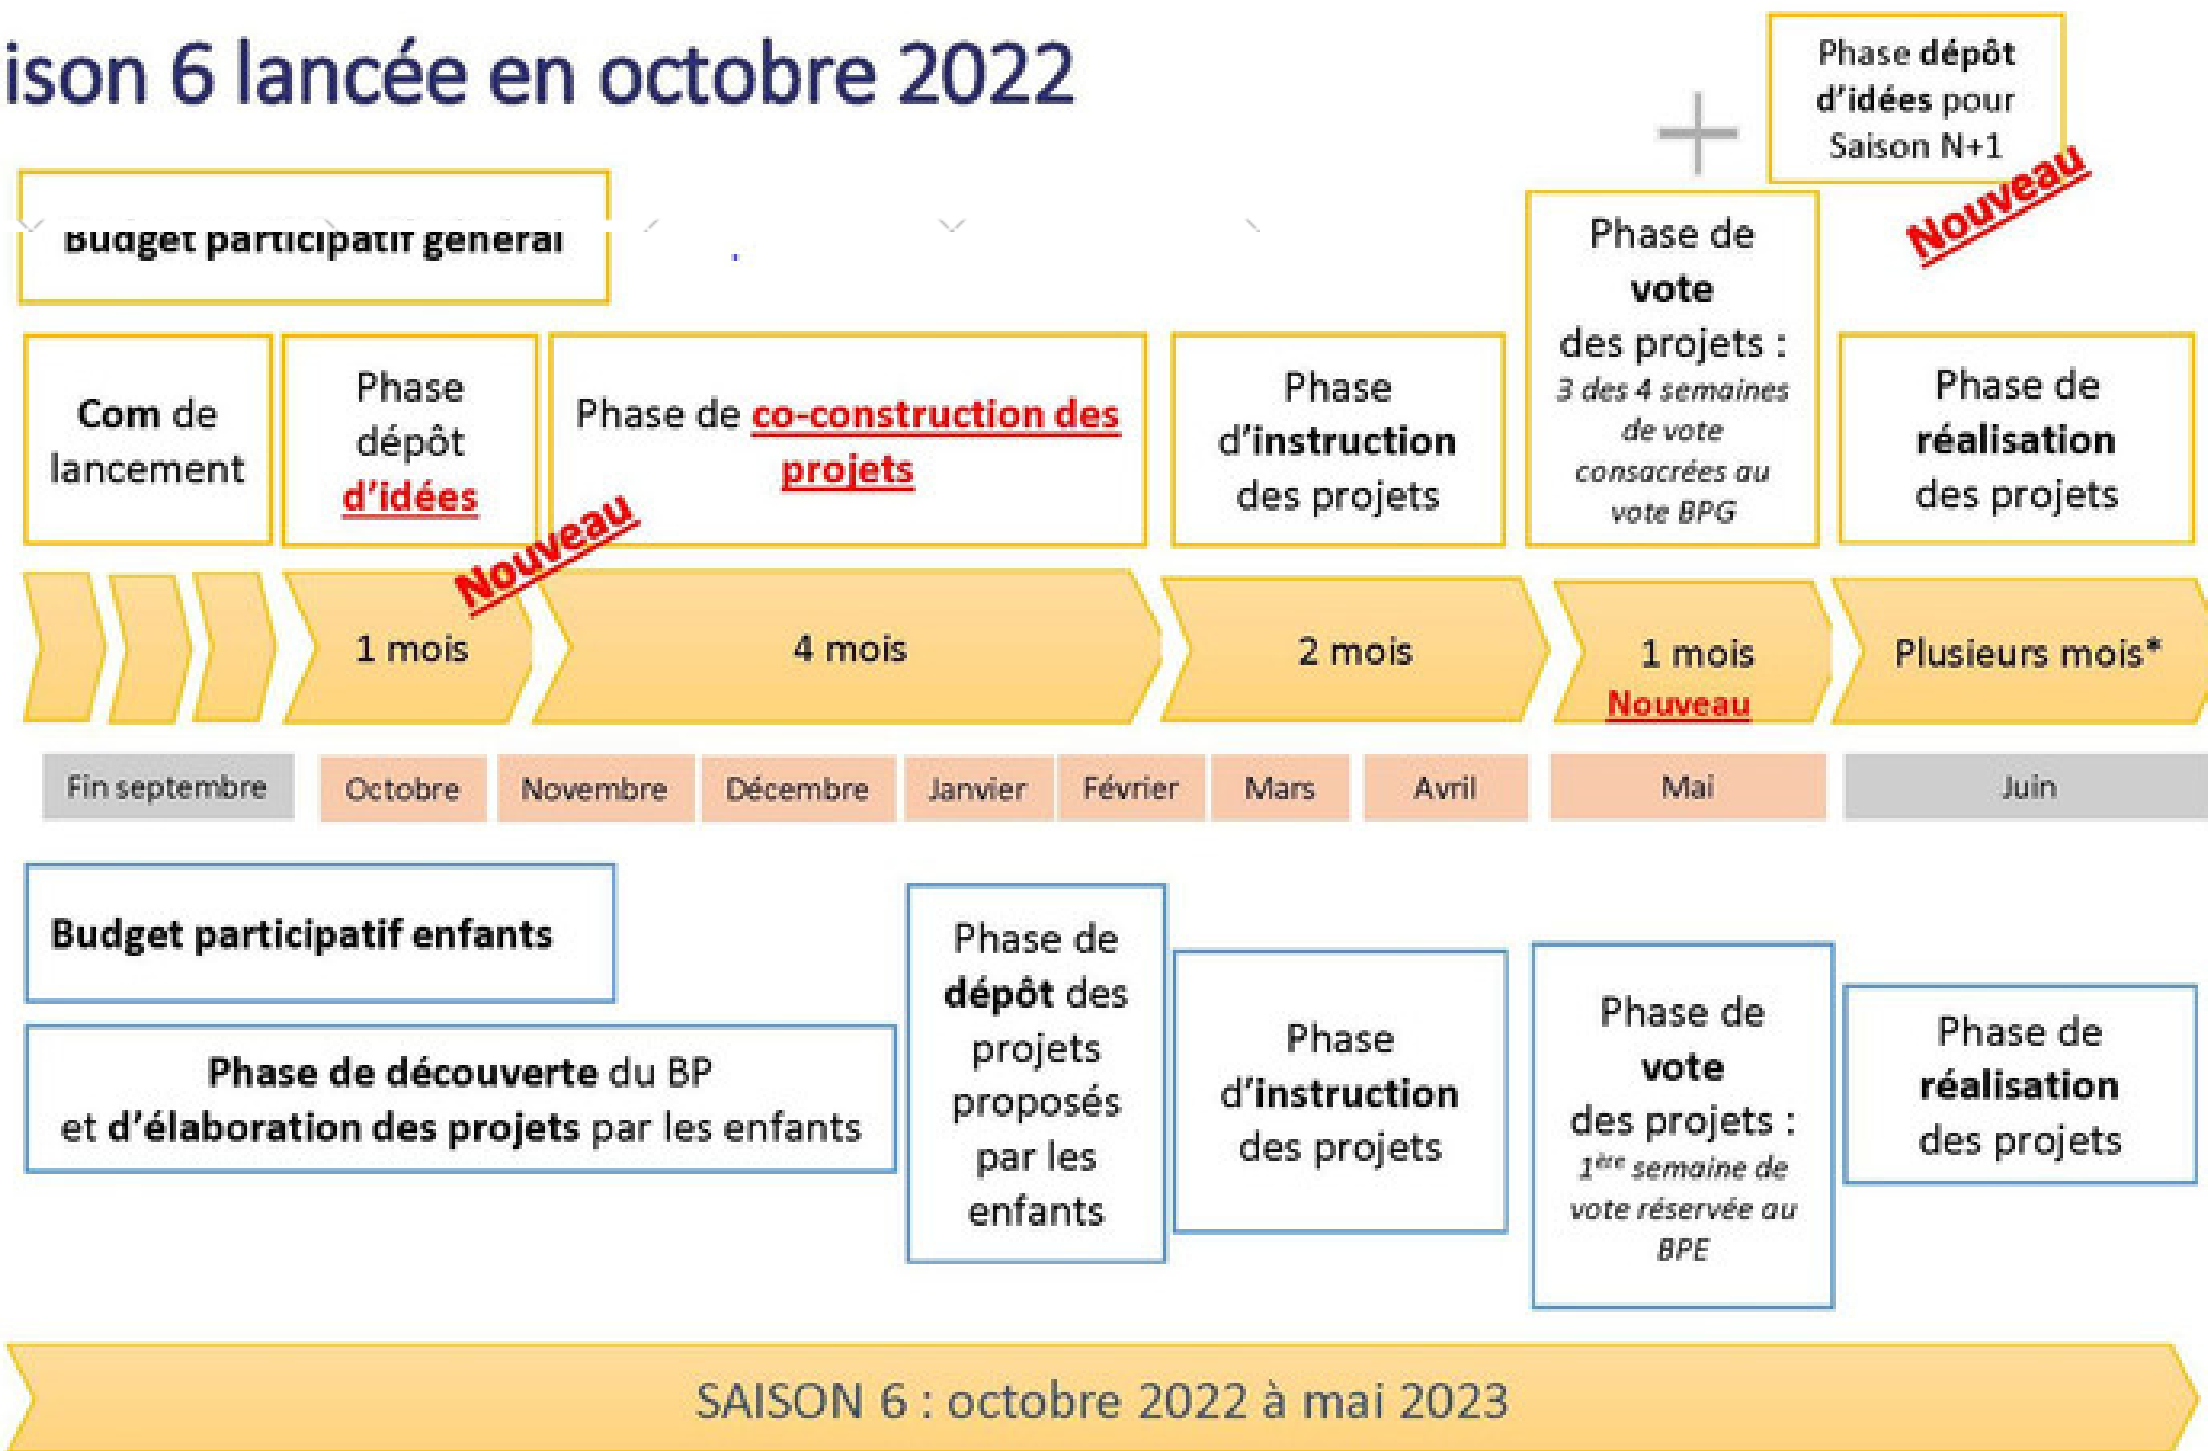 ison 6 lancée en octobre 2022
Phase dépôt
d'idées pour
Saison N+1
Nouveau
Budget participatif général
Com de
lancement
Phase
dépôt
d'idées
Nouveau
Phase de co-construction des
projets
Phase
d'instruction
des projets
Phase de
vote
des projets :
3 des 4 semaines
de vote
consacrées au
vote BPG
Phase de
réalisation
des projets
1 mois
4 mois
2 mois
1 mois
Nouveau
Plusieurs mois*
Fin septembre
Octobre
Novembre
Décembre
Janvier
Février
Mars
Avril
Mai
Juin
Budget participatif enfants
Phase de découverte du BP
et d'élaboration des projets par les enfants
Phase de
dépôt des
projets
proposés
par les
enfants
Phase
d'instruction
des projets
Phase de
vote
des projets :
1ère semaine de
vote réservée au
BPE
Phase de
réalisation
des projets
SAISON 6 : octobre 2022 à mai 2023